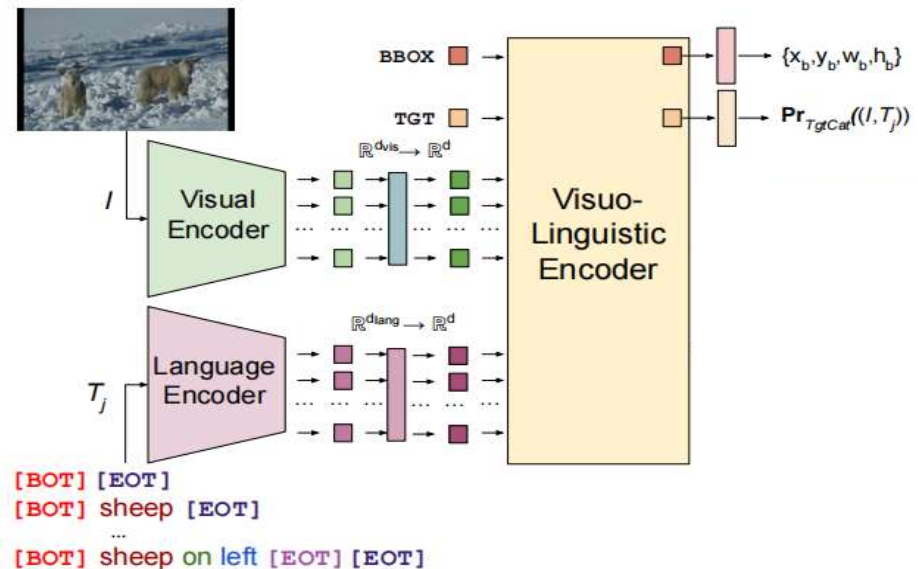 BBOX
{x_b,y_b,w_b,h_b}
TGT
Pr_TgtCat((I,T_j))
ℝ^dvis → ℝ^d
I
Visual
Encoder
... ... ... ...
Visuo-
Linguistic
Encoder
ℝ^dlang → ℝ^d
T_j
Language
Encoder
... ... ... ...
[BOT] [EOT]
[BOT] sheep [EOT]
...
[BOT] sheep on left [EOT] [EOT]